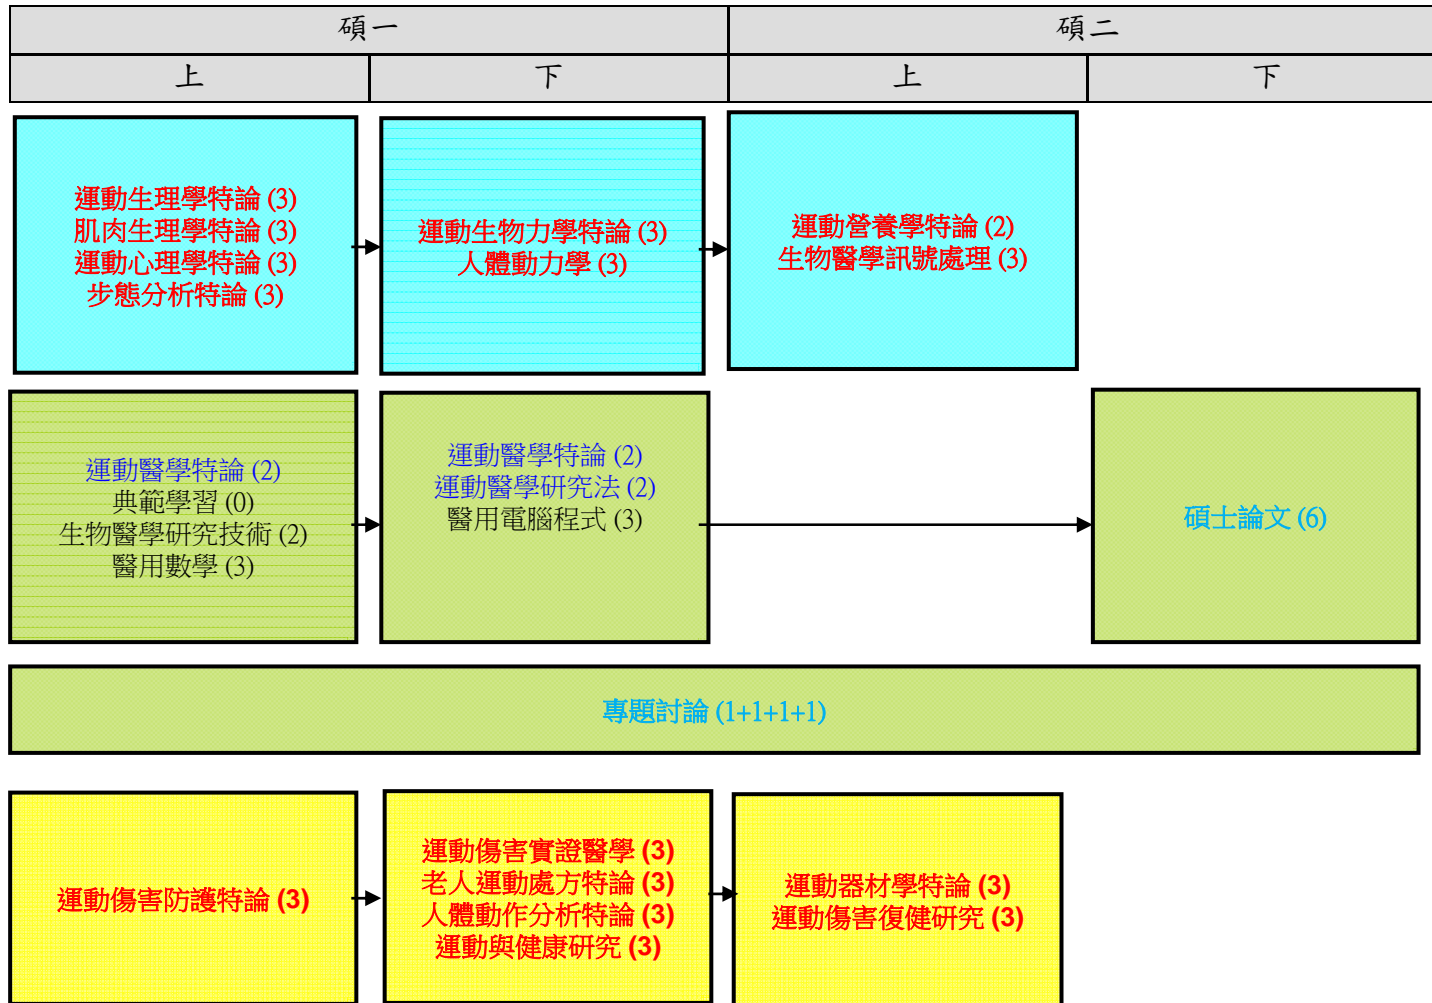 碩一
碩二
上
下
上
下
運動生理學特論 (3)
肌肉生理學特論 (3)
運動心理學特論 (3)
步態分析特論 (3)
運動生物力學特論 (3)
人體動力學 (3)
運動營養學特論 (2)
生物醫學訊號處理 (3)
運動醫學特論 (2)
典範學習 (0)
生物醫學研究技術 (2)
醫用數學 (3)
運動醫學特論 (2)
運動醫學研究法 (2)
醫用電腦程式 (3)
碩士論文 (6)
專題討論 (1+1+1+1)
運動傷害防護特論 (3)
運動傷害實證醫學 (3)
老人運動處方特論 (3)
人體動作分析特論 (3)
運動與健康研究 (3)
運動器材學特論 (3)
運動傷害復健研究 (3)